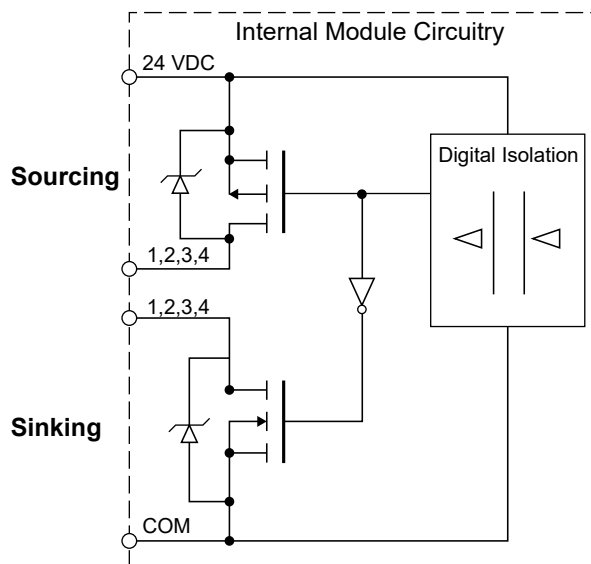 Internal Module Circuitry
24 VDC
Digital Isolation
Sourcing
1,2,3,4
1,2,3,4
Sinking
COM